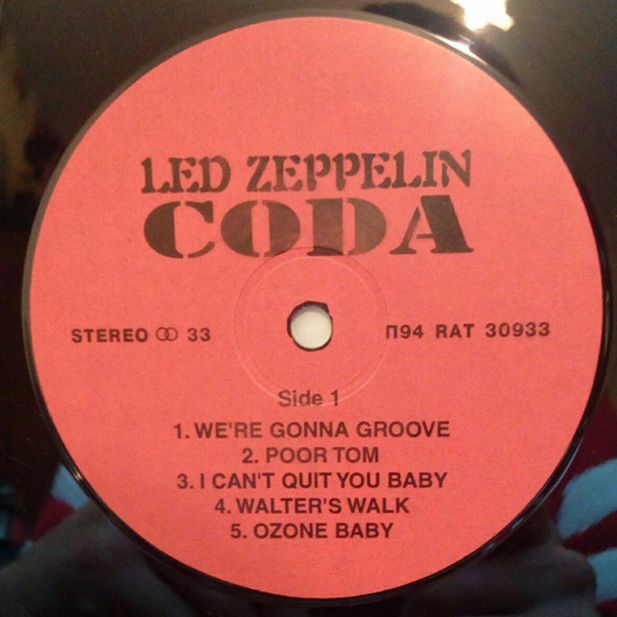 LED ZEPPELIN
CODA
STEREO ↀ 33 П94 RAT 30933
Side 1
1. WE'RE GONNA GROOVE
2. POOR TOM
3. I CAN'T QUIT YOU BABY
4. WALTER'S WALK
5. OZONE BABY